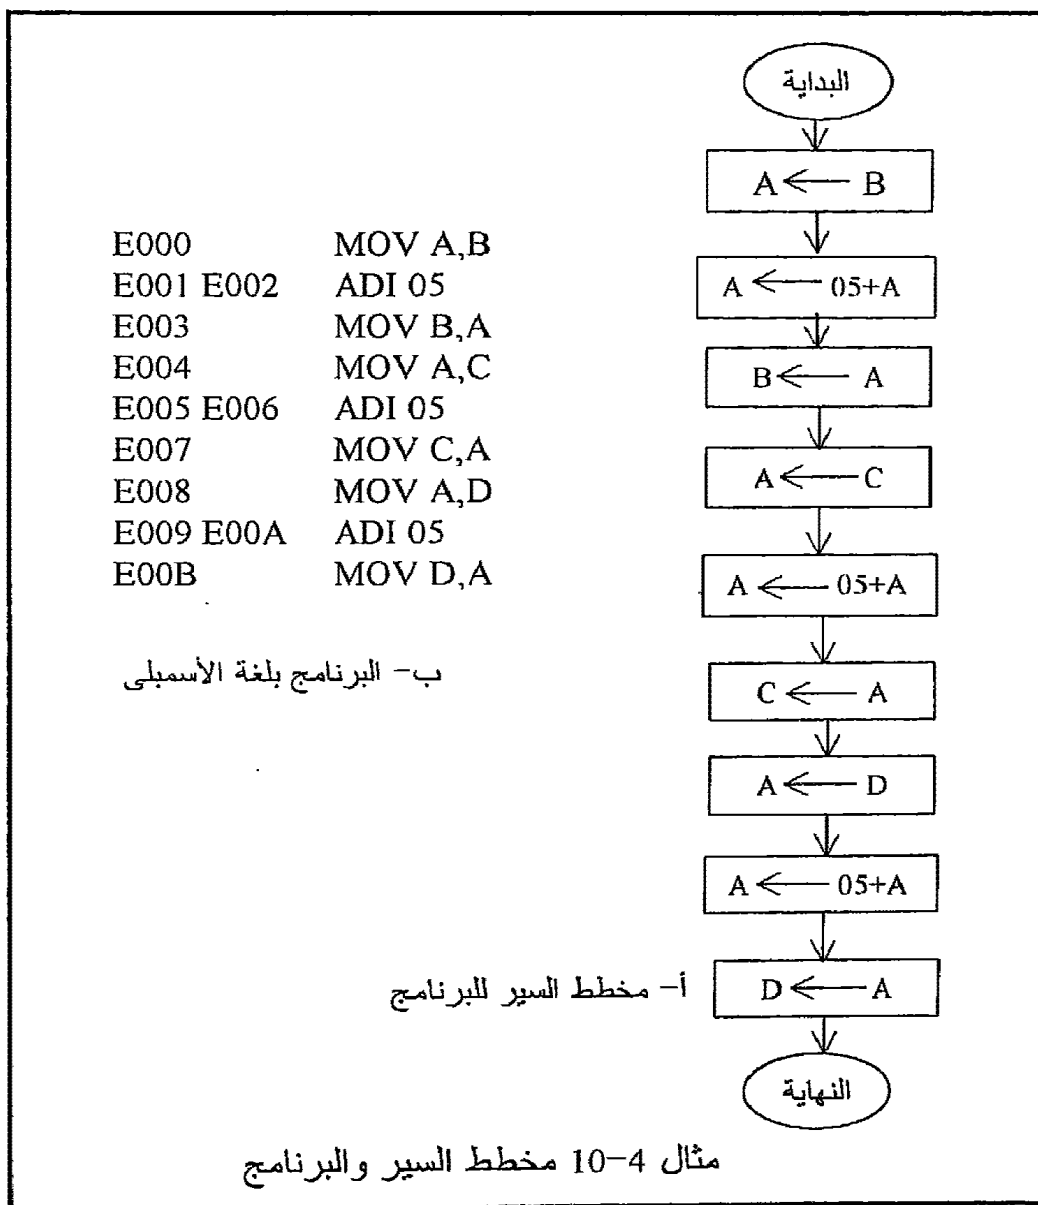 البداية
A ← B
A ← 05+A
B ← A
A ← C
A ← 05+A
C ← A
A ← D
A ← 05+A
D ← A
النهاية
أ- مخطط السير للبرنامج
E000 MOV A,B
E001 E002 ADI 05
E003 MOV B,A
E004 MOV A,C
E005 E006 ADI 05
E007 MOV C,A
E008 MOV A,D
E009 E00A ADI 05
E00B MOV D,A
ب- البرنامج بلغة الأسمبلى
مثال 4-10 مخطط السير والبرنامج